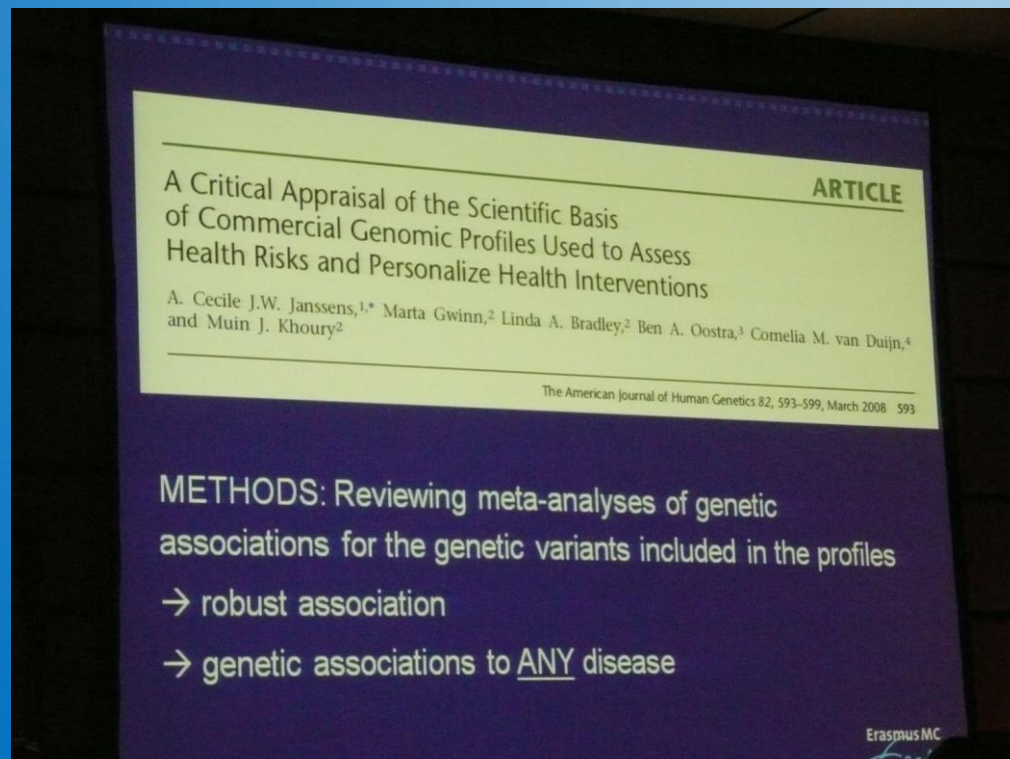 ARTICLE
A Critical Appraisal of the Scientific Basis
of Commercial Genomic Profiles Used to Assess
Health Risks and Personalize Health Interventions
A. Cecile J.W. Janssens,1,* Marta Gwinn,2 Linda A. Bradley,2 Ben A. Oostra,3 Cornelia M. van Duijn,4
and Muin J. Khoury2
The American Journal of Human Genetics 82, 593–599, March 2008 593
METHODS: Reviewing meta-analyses of genetic
associations for the genetic variants included in the profiles
→ robust association
→ genetic associations to ANY disease
Erasmus MC